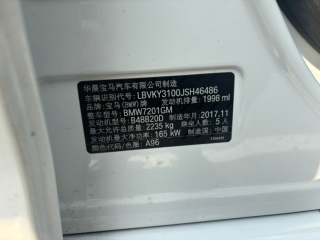 华晨宝马汽车有限公司制造
车辆识别代号: LBVKY3100JSH46486
品牌: 宝马(BMW)牌 发动机排量: 1998 ml
整车型号: BMW7201GM
发动机型号: B48B20D 制造年月: 2017.11
最大允许总质量: 2235 kg 乘坐人数: 5人
发动机最大净功率: 165 kW 制造国: 中国
颜色代码/色圈: A96